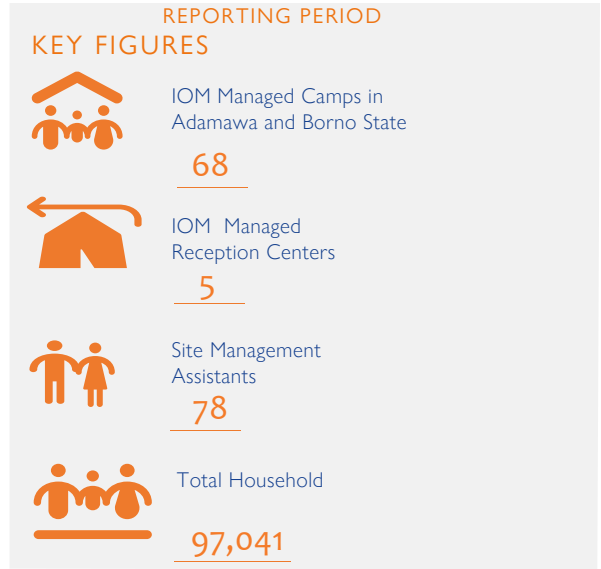 REPORTING PERIOD
KEY FIGURES
IOM Managed Camps in
Adamawa and Borno State
68
IOM Managed
Reception Centers
5
Site Management
Assistants
78
Total Household
97,041